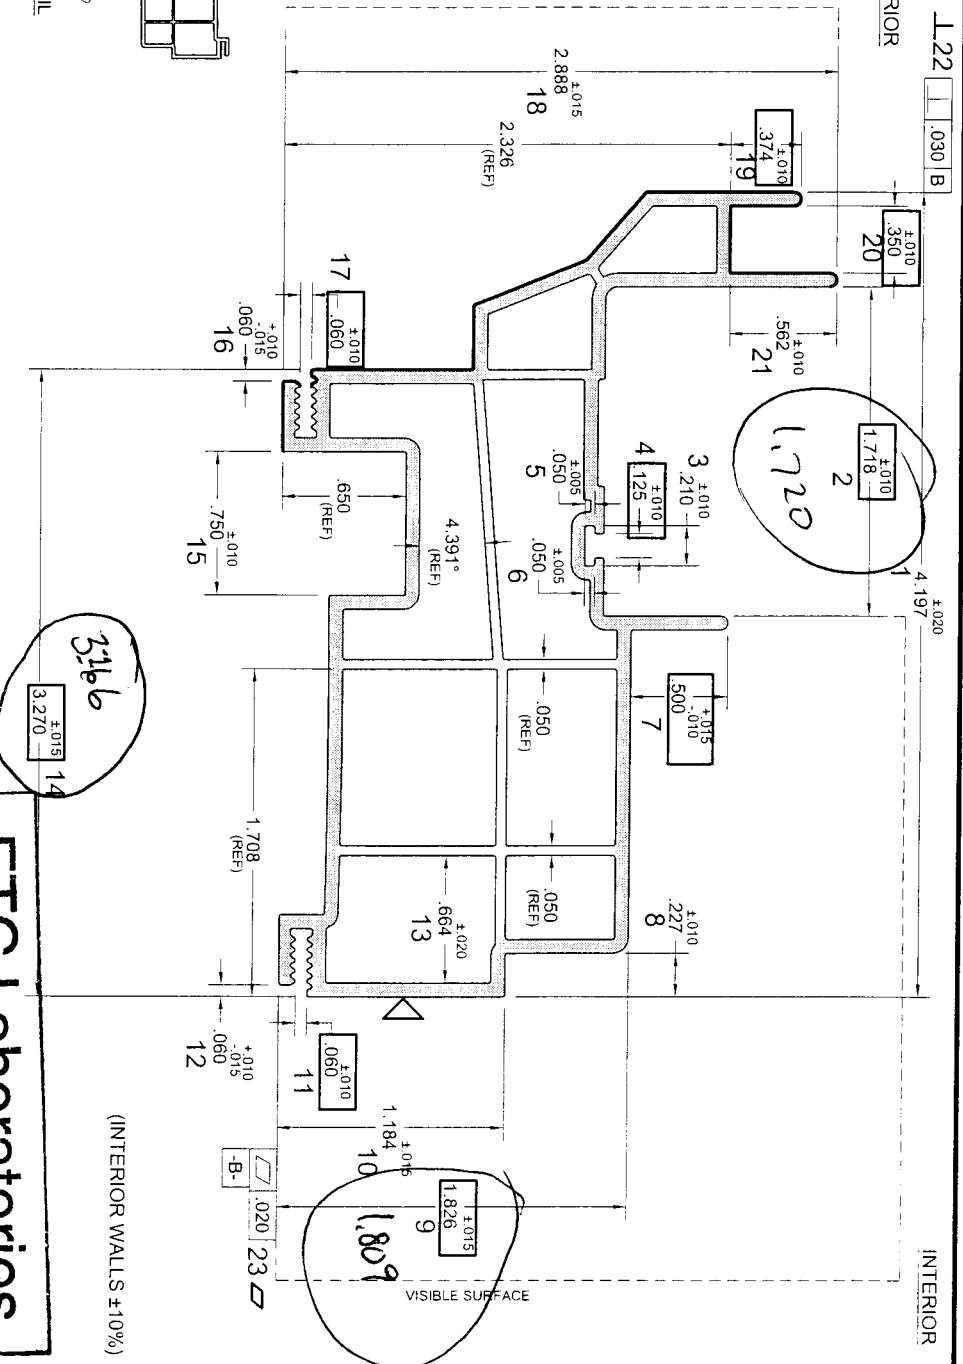 RIOR
⊥ 22
⊥ .030 B
INTERIOR
2.888 ±.015
18
2.326
(REF)
.374 ±.010
19
.350 ±.010
20
.562 ±.010
21
1.718 ±.010
2
1.720
4.197 ±.020
1
17
.060 ±.010
.060 +.010 -.015
16
3 .210 ±.010
4 .125 ±.010
.050 ±.005
5
.050 ±.005
6
.650
(REF)
.750 ±.010
15
4.391°
(REF)
.500 +.015 -.010
7
.050
(REF)
.050
(REF)
.227 ±.010
8
1.708
(REF)
.664 ±.020
13
3.270 ±.015
14
.060 +.010 -.015
12
.060 ±.010
11
1.184 ±.015
10
1.826 ±.015
9
1.809
-B-
.020
23
VISIBLE SURFACE
(INTERIOR WALLS ±10%)
ETC Laboratories